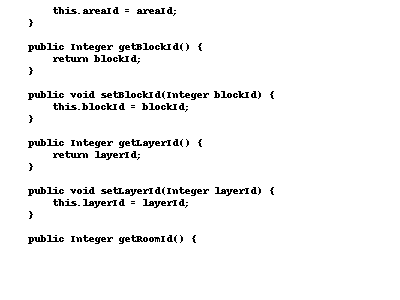 this.areaId = areaId;
    }

    public Integer getBlockId() {
        return blockId;
    }

    public void setBlockId(Integer blockId) {
        this.blockId = blockId;
    }

    public Integer getLayerId() {
        return layerId;
    }

    public void setLayerId(Integer layerId) {
        this.layerId = layerId;
    }

    public Integer getRoomId() {